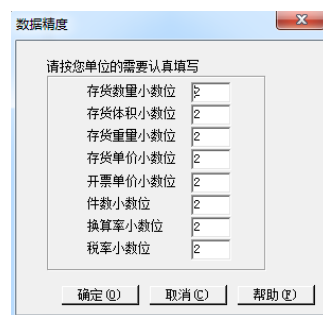 数据精度
请按您单位的需要认真填写
存货数量小数位 2
存货体积小数位 2
存货重量小数位 2
存货单价小数位 2
开票单价小数位 2
件数小数位 2
换算率小数位 2
税率小数位 2
确定(O) 取消(C) 帮助(F)